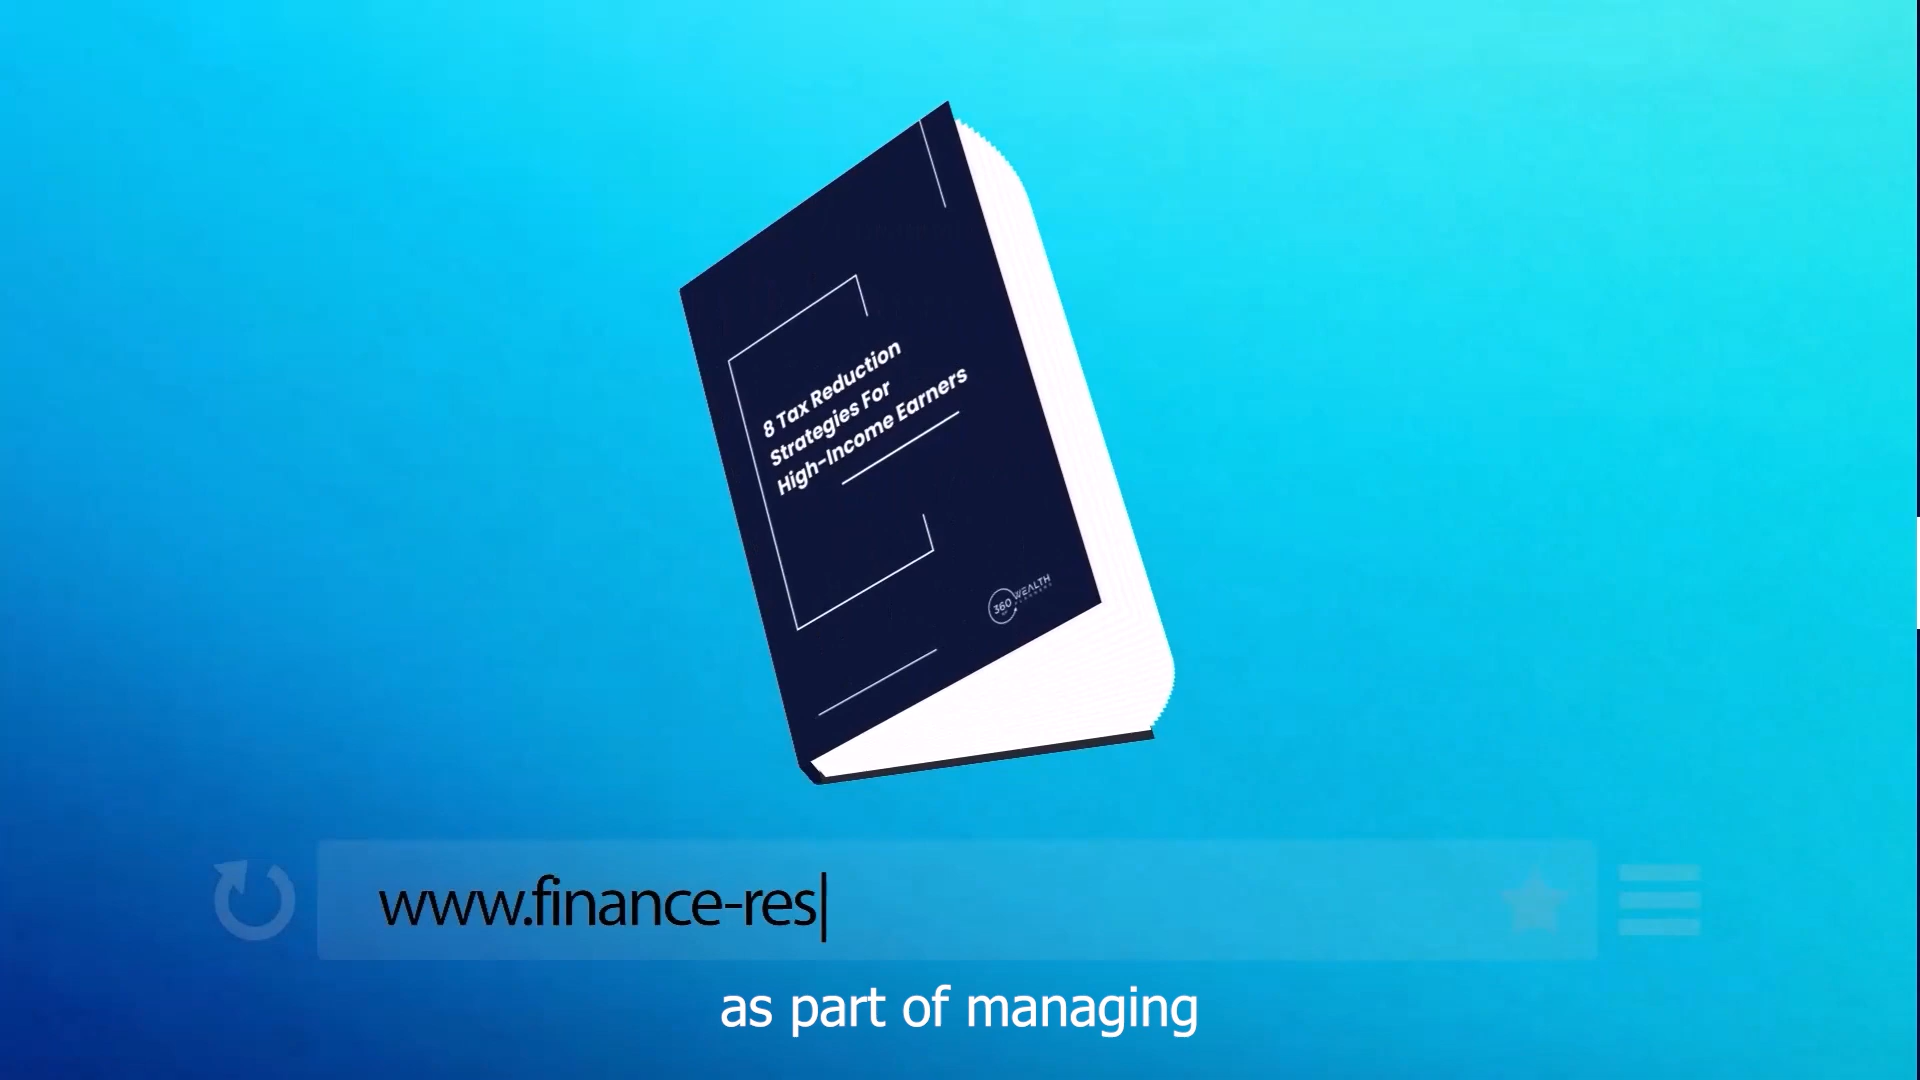 8 Tax Reduction
Strategies For
High-Income Earners
360 WEALTH
www.finance-res
as part of managing